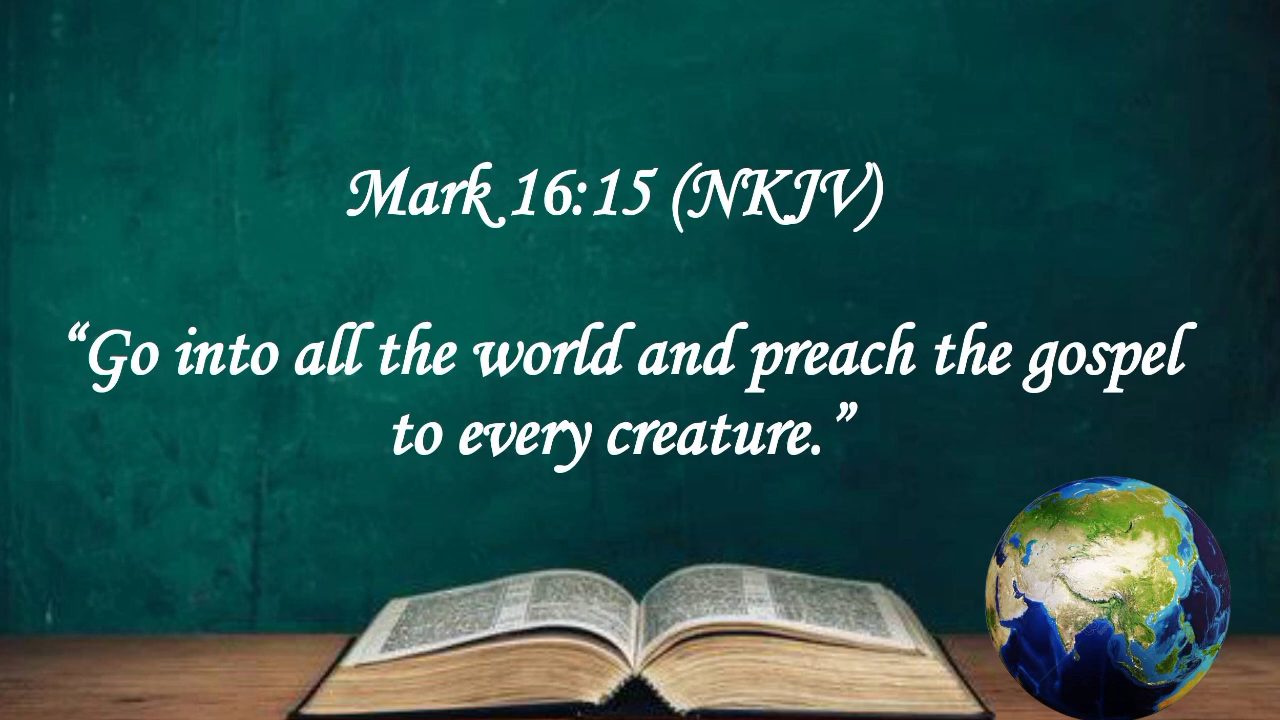 Mark 16:15 (NKJV)
“Go into all the world and preach the gospel
to every creature.”